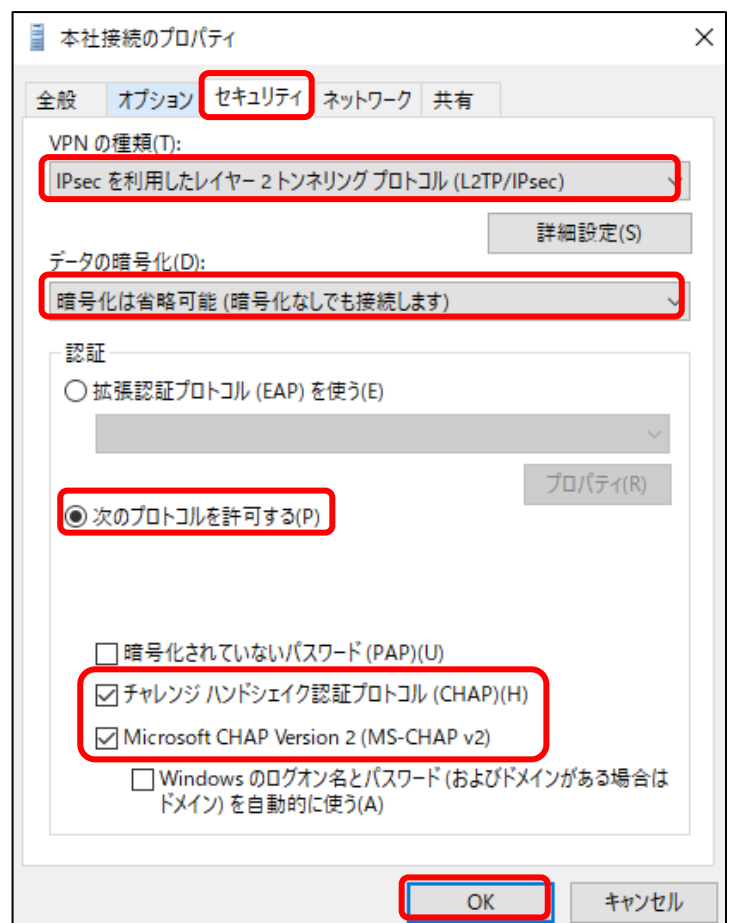 本社接続のプロパティ
全般 オプション セキュリティ ネットワーク 共有
VPN の種類(T):
IPsec を利用したレイヤー 2 トンネリング プロトコル (L2TP/IPsec)
詳細設定(S)
データの暗号化(D):
暗号化は省略可能 (暗号化なしでも接続します)
認証
拡張認証プロトコル (EAP) を使う(E)
プロパティ(R)
次のプロトコルを許可する(P)
暗号化されていないパスワード (PAP)(U)
チャレンジ ハンドシェイク認証プロトコル (CHAP)(H)
Microsoft CHAP Version 2 (MS-CHAP v2)
Windows のログオン名とパスワード (およびドメインがある場合は
ドメイン) を自動的に使う(A)
OK キャンセル